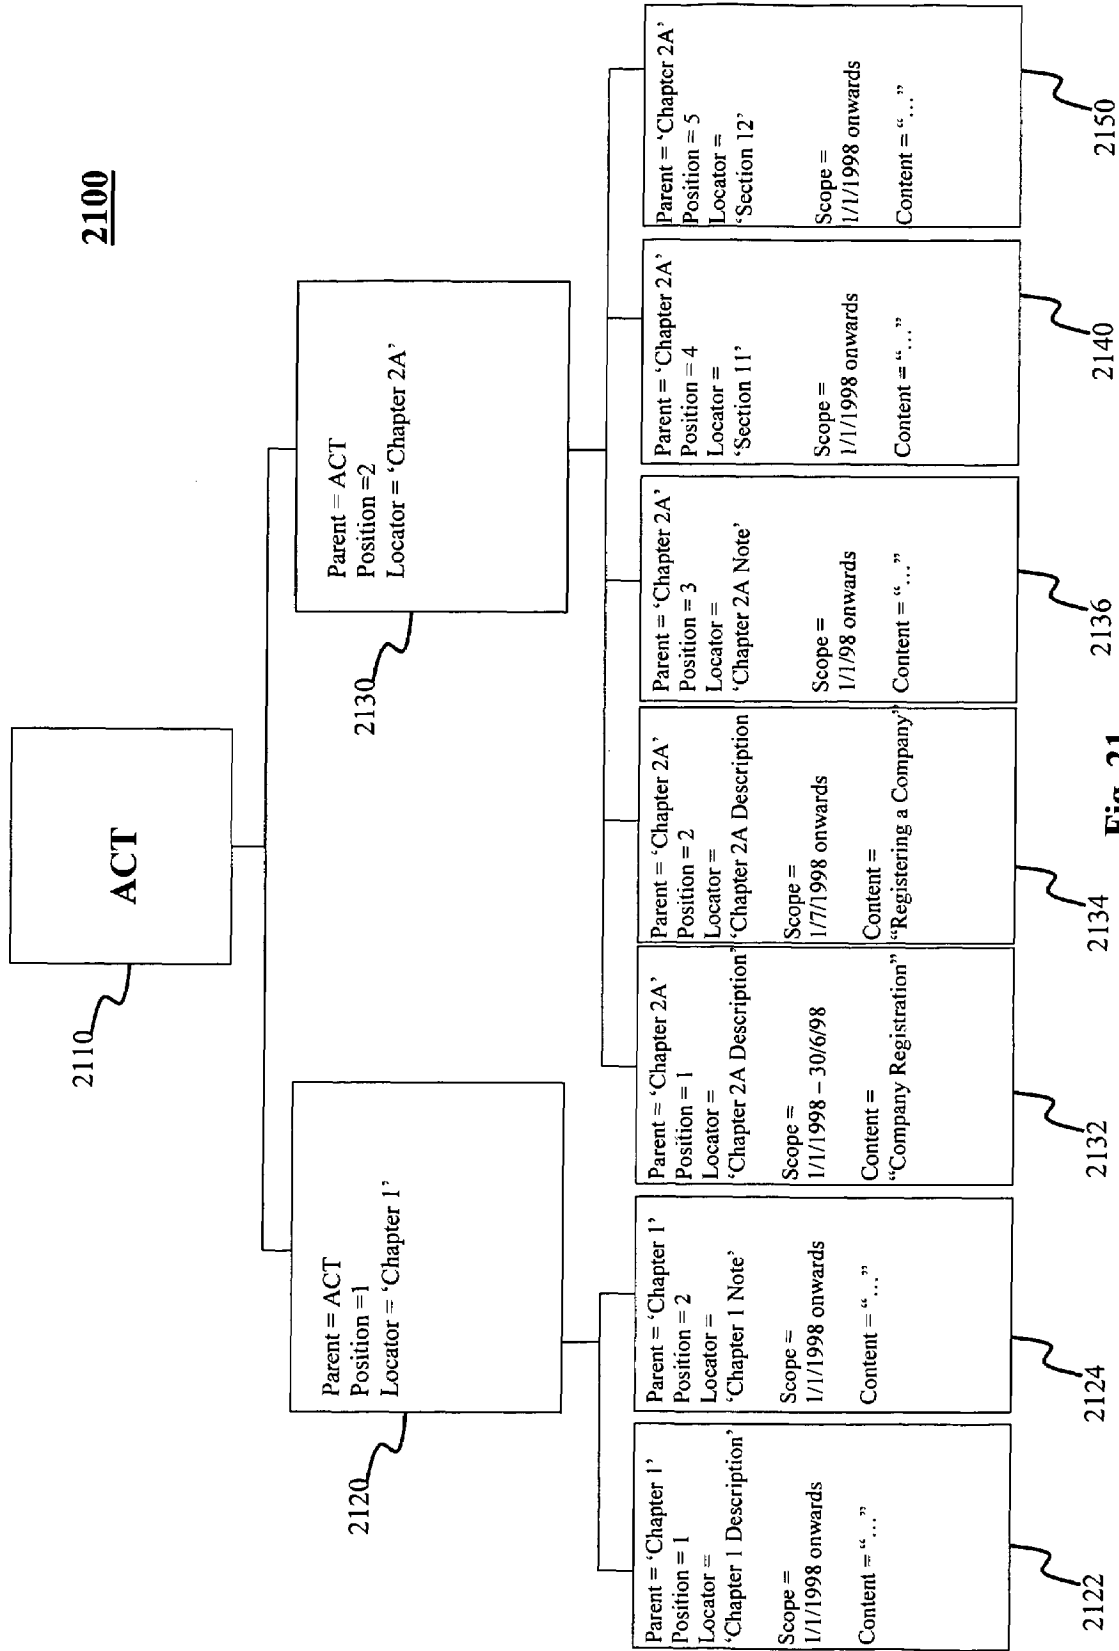 2100
ACT
2110
Parent = ACT
Position =1
Locator = ‘Chapter 1’
2120
Parent = ACT
Position =2
Locator = ‘Chapter 2A’
2130
Parent = ‘Chapter 1’
Position = 1
Locator =
‘Chapter 1 Description’
Scope =
1/1/1998 onwards
Content = “...”
2122
Parent = ‘Chapter 1’
Position = 2
Locator =
‘Chapter 1 Note’
Scope =
1/1/1998 onwards
Content = “...”
2124
Parent = ‘Chapter 2A’
Position = 1
Locator =
‘Chapter 2A Description’
Scope =
1/1/1998 – 30/6/98
Content =
“Company Registration”
2132
Parent = ‘Chapter 2A’
Position = 2
Locator =
‘Chapter 2A Description
Scope =
1/7/1998 onwards
Content =
“Registering a Company”
2134
Parent = ‘Chapter 2A’
Position = 3
Locator =
‘Chapter 2A Note’
Scope =
1/1/98 onwards
Content = “...”
2136
Parent = ‘Chapter 2A’
Position = 4
Locator =
‘Section 11’
Scope =
1/1/1998 onwards
Content = “...”
2140
Parent = ‘Chapter 2A’
Position = 5
Locator =
‘Section 12’
Scope =
1/1/1998 onwards
Content = “...”
2150
Fig. 21